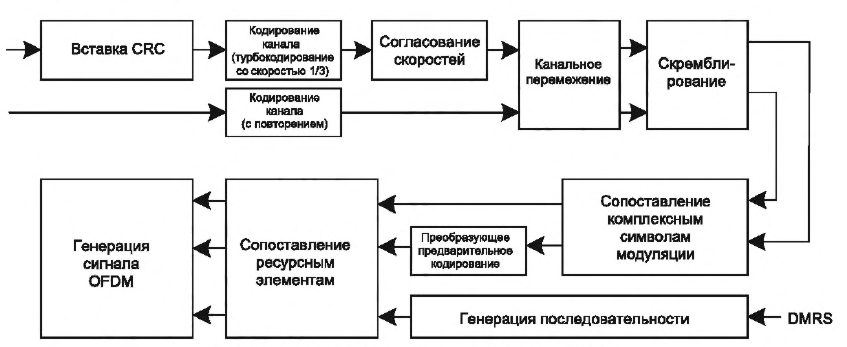 Вставка CRC
Кодирование
канала
(турбокодирование
со скоростью 1/3)
Согласование
скоростей
Канальное
перемежение
Скрембли-
рование
Кодирование
канала
(с повторением)
Генерация
сигнала
OFDM
Сопоставление
ресурсным
элементам
Преобразующее
предварительное
кодирование
Сопоставление
комплексным
символам
модуляции
Генерация последовательности
DMRS